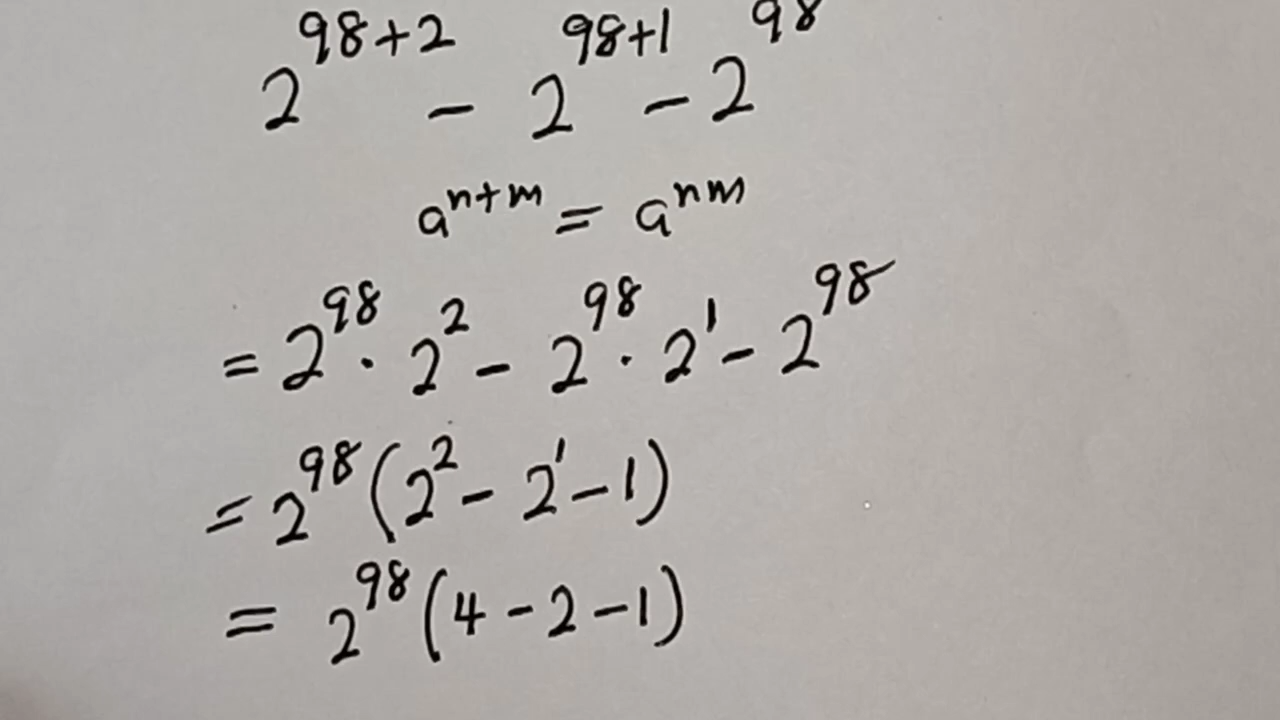 2^{98+2} - 2^{98+1} - 2^{98}
a^{n+m} = a^{nm}
= 2^{98} · 2^2 - 2^{98} · 2^1 - 2^{98}
= 2^{98} (2^2 - 2^1 - 1)
= 2^{98} (4 - 2 - 1)